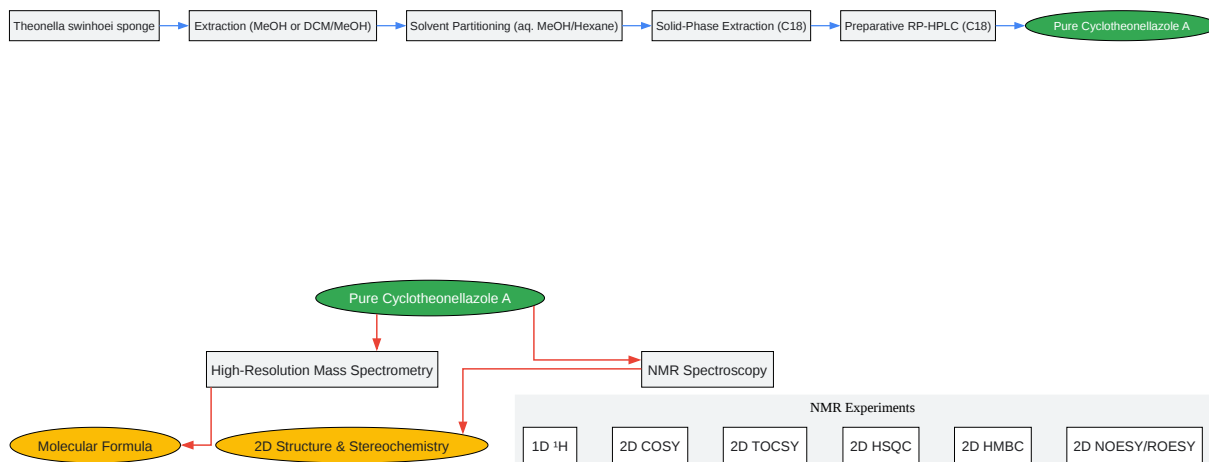 Theonella swinhoei sponge
Extraction (MeOH or DCM/MeOH)
Solvent Partitioning (aq. MeOH/Hexane)
Solid-Phase Extraction (C18)
Preparative RP-HPLC (C18)
Pure Cyclotheonellazole A
Pure Cyclotheonellazole A
High-Resolution Mass Spectrometry
NMR Spectroscopy
NMR Experiments
Molecular Formula
2D Structure & Stereochemistry
1D ¹H
2D COSY
2D TOCSY
2D HSQC
2D HMBC
2D NOESY/ROESY